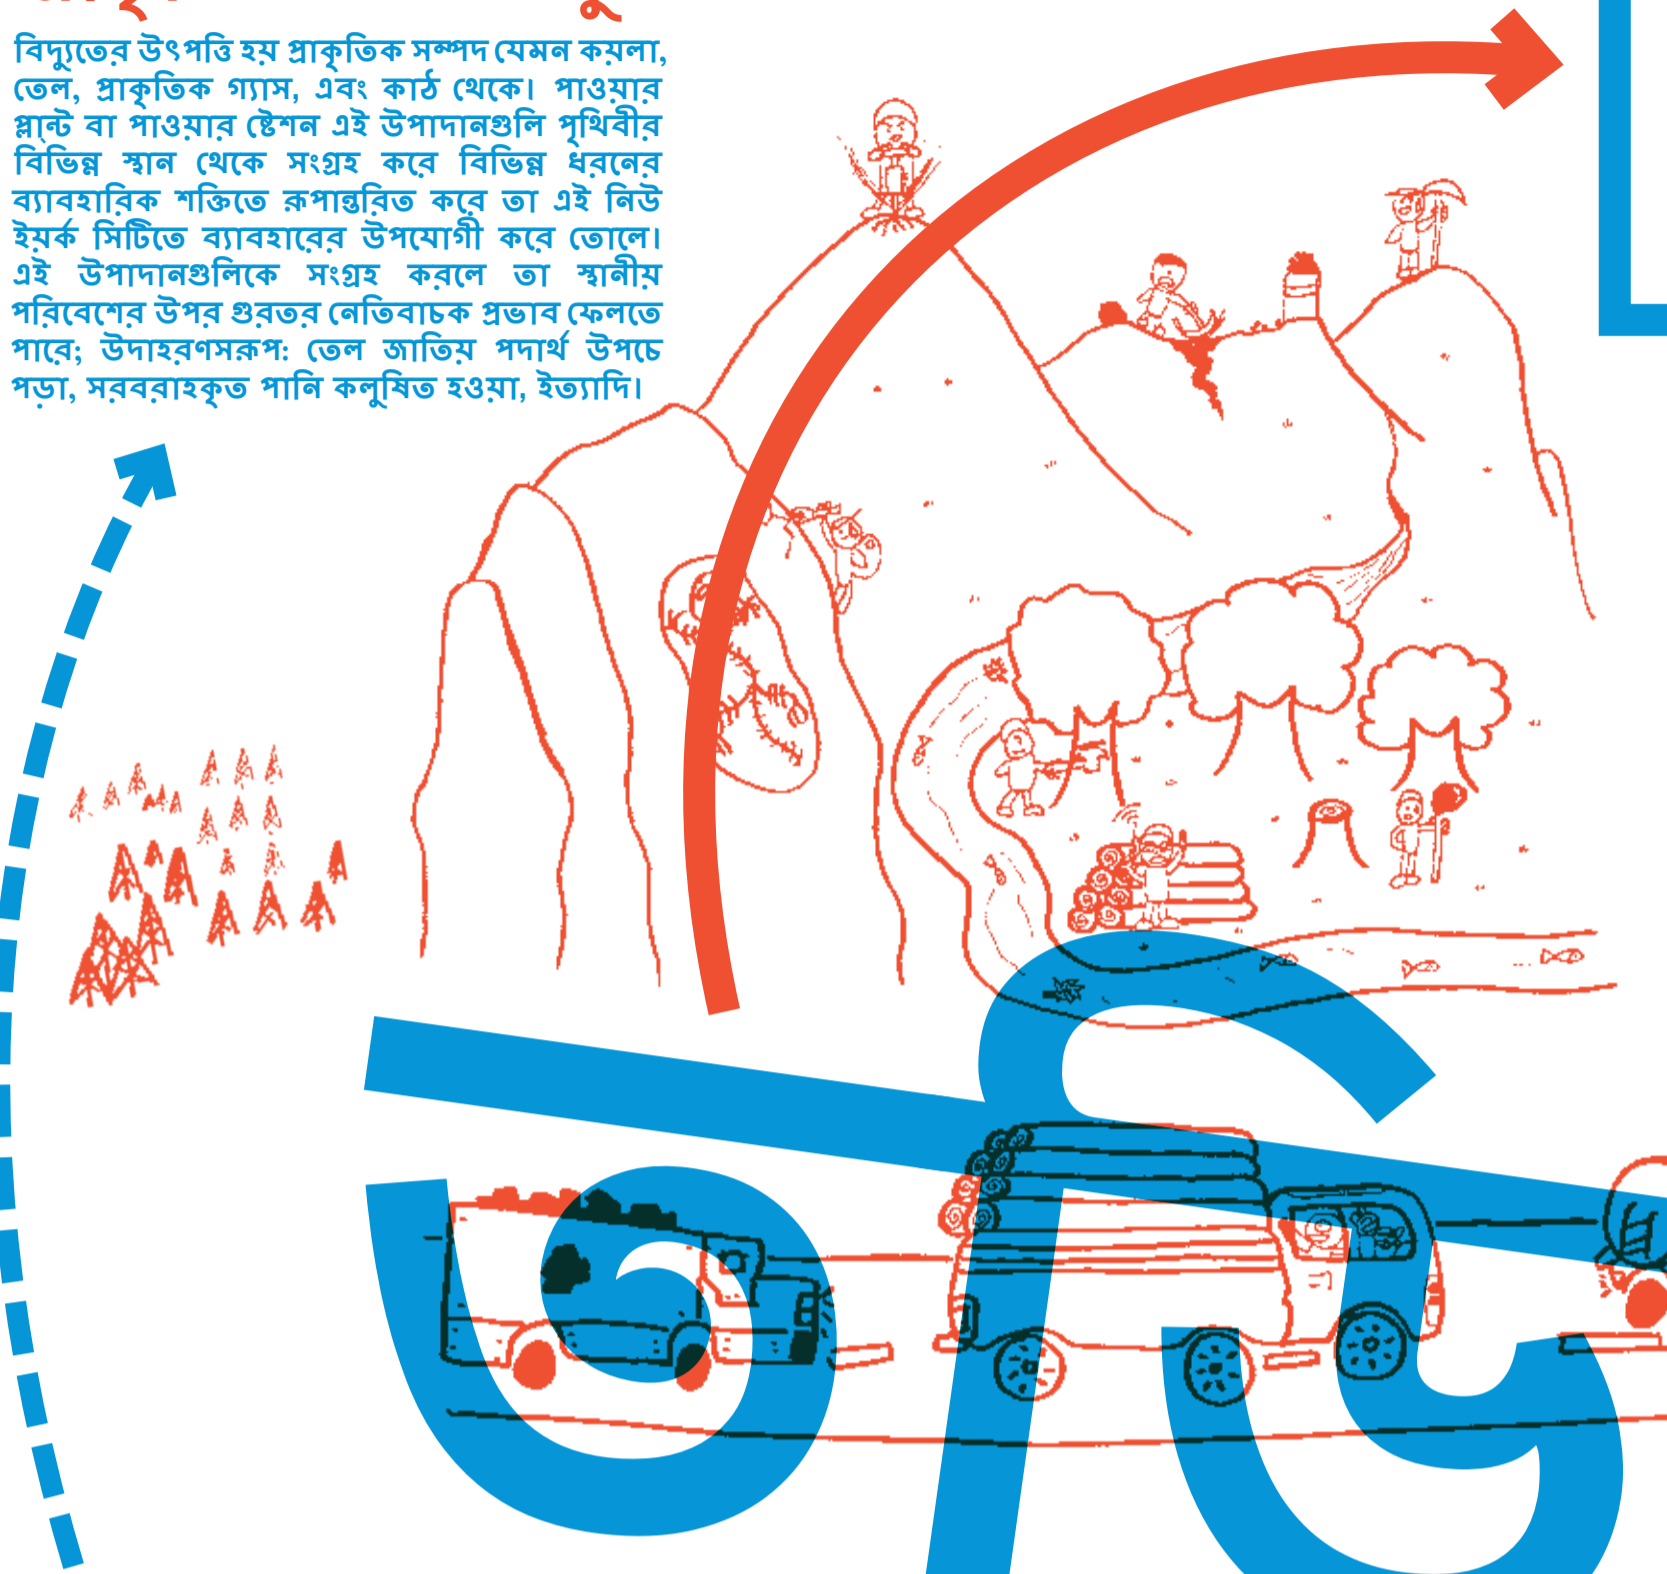 বিদ্যুতের উৎপত্তি হয় প্রাকৃতিক সম্পদ যেমন কয়লা,
তেল, প্রাকৃতিক গ্যাস, এবং কাঠ থেকে। পাওয়ার
প্লান্ট বা পাওয়ার ষ্টেশন এই উপাদানগুলি পৃথিবীর
বিভিন্ন স্থান থেকে সংগ্রহ করে বিভিন্ন ধরনের
ব্যাবহারিক শক্তিতে রূপান্তরিত করে তা এই নিউ
ইয়র্ক সিটিতে ব্যাবহারের উপযোগী করে তোলে।
এই উপাদানগুলিকে সংগ্রহ করলে তা স্থানীয়
পরিবেশের উপর গুরতর নেতিবাচক প্রভাব ফেলতে
পারে; উদাহরণসরূপ: তেল জাতিয় পদার্থ উপচে
পড়া, সরবরাহকৃত পানি কলুষিত হওয়া, ইত্যাদি।